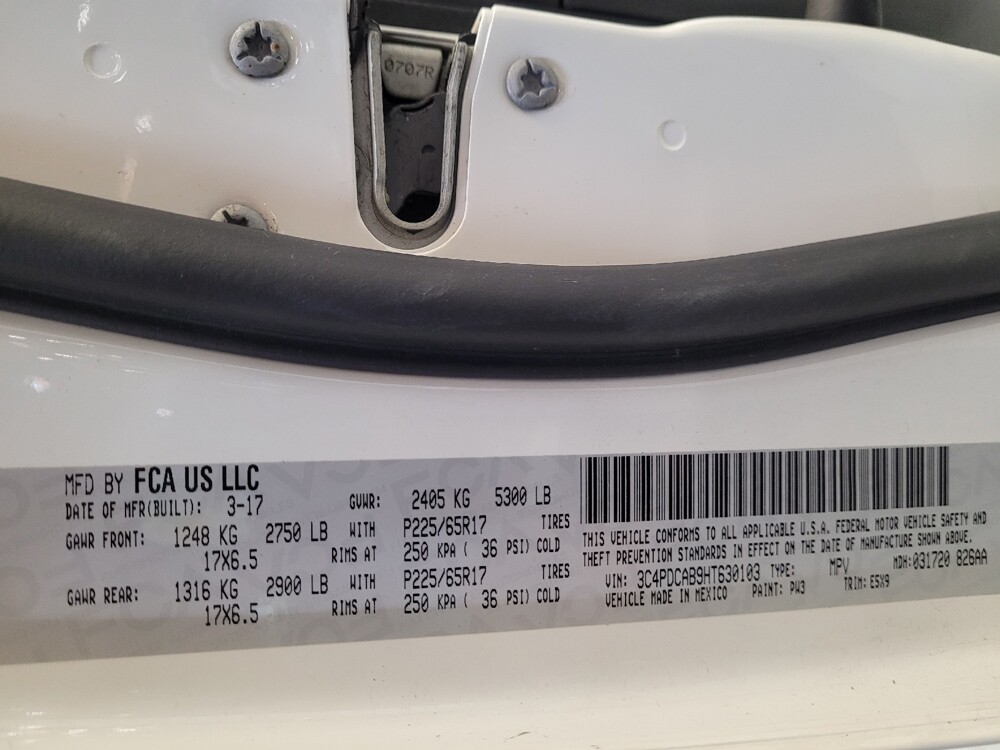 0707R
MFD BY FCA US LLC
DATE OF MFR(BUILT): 3-17
GVWR: 2405 KG 5300 LB
GAWR FRONT: 1248 KG 2750 LB WITH P225/65R17 TIRES
17X6.5 RIMS AT 250 KPA ( 36 PSI) COLD
GAWR REAR: 1316 KG 2900 LB WITH P225/65R17 TIRES
17X6.5 RIMS AT 250 KPA ( 36 PSI) COLD
THIS VEHICLE CONFORMS TO ALL APPLICABLE U.S.A. FEDERAL MOTOR VEHICLE SAFETY AND
THEFT PREVENTION STANDARDS IN EFFECT ON THE DATE OF MANUFACTURE SHOWN ABOVE.
VIN: 3C4PDCAB9HT630103 TYPE: MPV MDH: 031720 826AA
VEHICLE MADE IN MEXICO PAINT: PW3 TRIM: E5X9